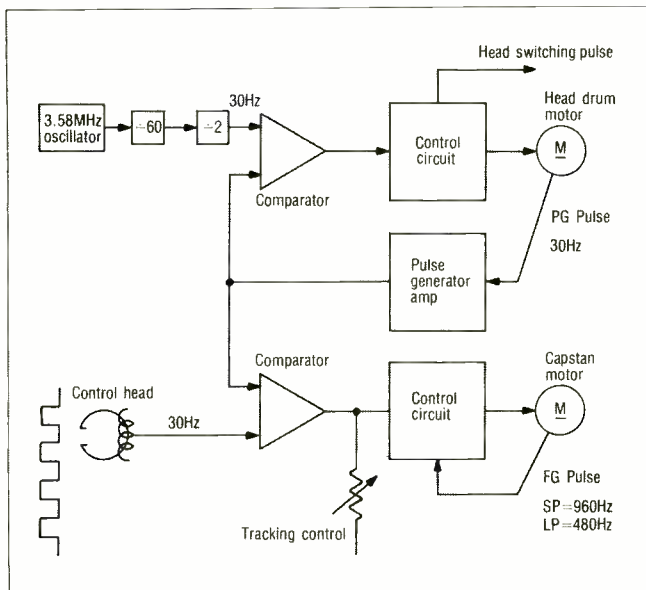 Head switching pulse
Head drum
motor
30Hz
3.58MHz
oscillator
÷60
÷2
Control
circuit
M
Comparator
PG Pulse
30Hz
Pulse
generator
amp
Comparator
Capstan
motor
Control head
30Hz
Control
circuit
M
FG Pulse
SP=960Hz
LP=480Hz
Tracking control